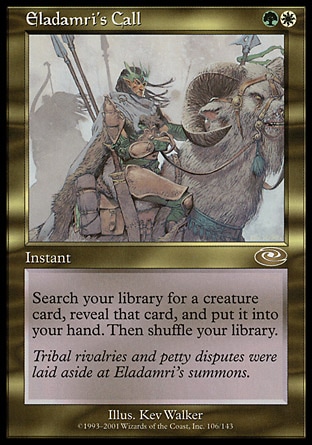 Eladamri's Call
Instant
Search your library for a creature
card, reveal that card, and put it into
your hand. Then shuffle your library.
Tribal rivalries and petty disputes were
laid aside at Eladamri's summons.
Illus. Kev Walker
©1993–2001 Wizards of the Coast, Inc. 106/143